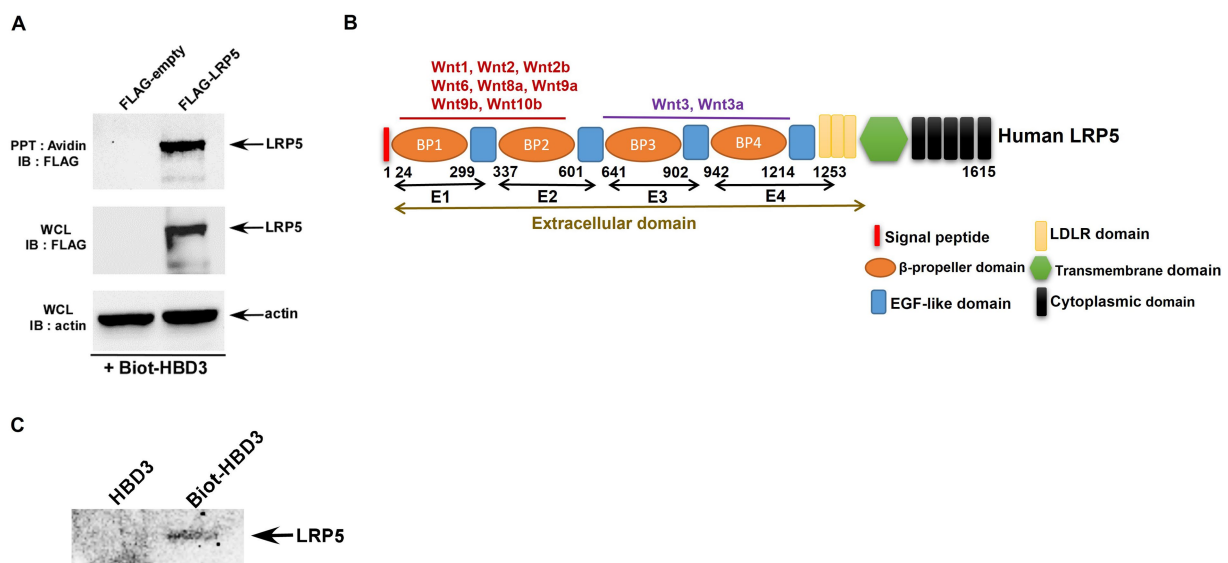 A
FLAG-empty
FLAG-LRP5
PPT : Avidin
IB : FLAG
LRP5
WCL
IB : FLAG
LRP5
WCL
IB : actin
actin
+ Biot-HBD3
B
Wnt1, Wnt2, Wnt2b
Wnt6, Wnt8a, Wnt9a
Wnt9b, Wnt10b
Wnt3, Wnt3a
BP1
BP2
BP3
BP4
Human LRP5
1 24 299 337 601 641 902 942 1214 1253 1615
E1 E2 E3 E4
Extracellular domain
Signal peptide
β-propeller domain
EGF-like domain
LDLR domain
Transmembrane domain
Cytoplasmic domain
C
HBD3
Biot-HBD3
LRP5